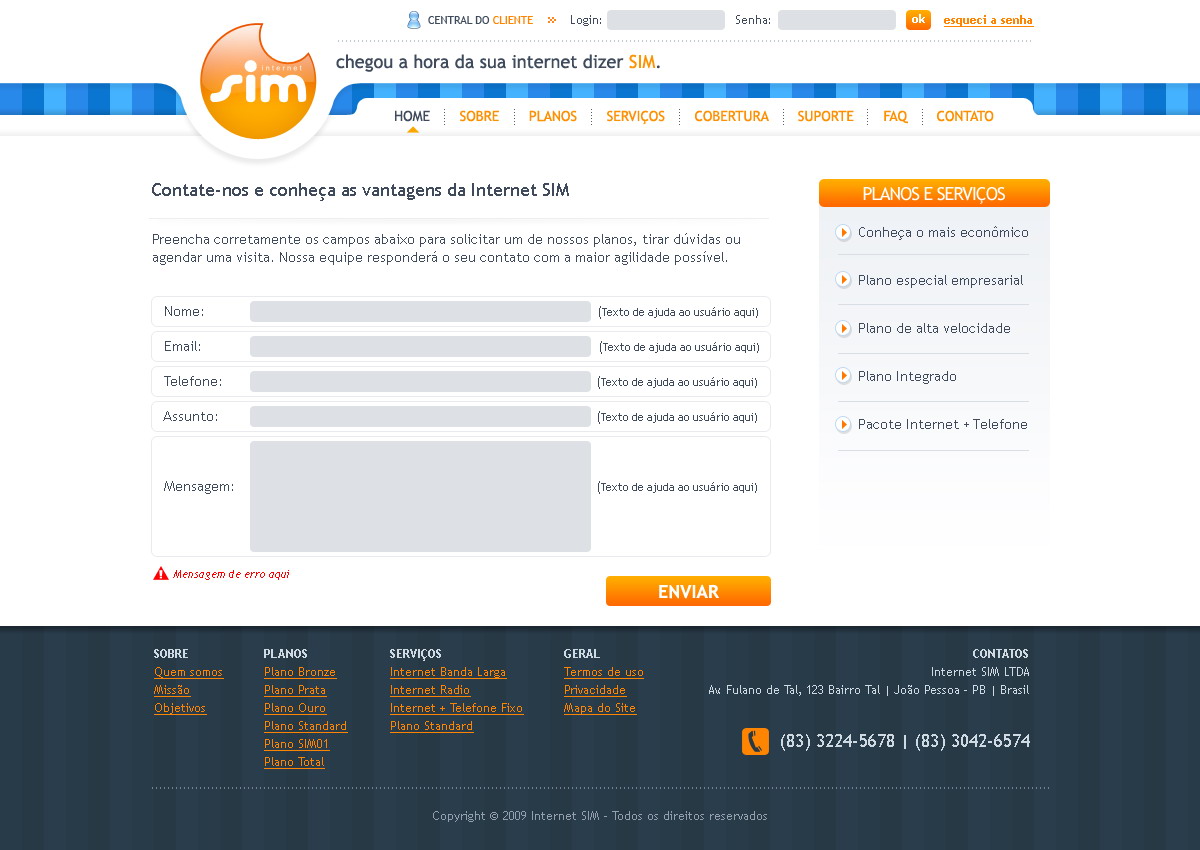 CENTRAL DO CLIENTE Login: Senha: ok esqueci a senha
internet
sim
chegou a hora da sua internet dizer SIM.
HOME SOBRE PLANOS SERVIÇOS COBERTURA SUPORTE FAQ CONTATO
Contate-nos e conheça as vantagens da Internet SIM
Preencha corretamente os campos abaixo para solicitar um de nossos planos, tirar dúvidas ou
agendar uma visita. Nossa equipe responderá o seu contato com a maior agilidade possível.
Nome: (Texto de ajuda ao usuário aqui)
Email: (Texto de ajuda ao usuário aqui)
Telefone: (Texto de ajuda ao usuário aqui)
Assunto: (Texto de ajuda ao usuário aqui)
Mensagem: (Texto de ajuda ao usuário aqui)
Mensagem de erro aqui
ENVIAR
PLANOS E SERVIÇOS
Conheça o mais econômico
Plano especial empresarial
Plano de alta velocidade
Plano Integrado
Pacote Internet + Telefone
SOBRE
Quem somos
Missão
Objetivos
PLANOS
Plano Bronze
Plano Prata
Plano Ouro
Plano Standard
Plano SIM01
Plano Total
SERVIÇOS
Internet Banda Larga
Internet Radio
Internet + Telefone Fixo
Plano Standard
GERAL
Termos de uso
Privacidade
Mapa do Site
CONTATOS
Internet SIM LTDA
Av. Fulano de Tal, 123 Bairro Tal | João Pessoa - PB | Brasil
(83) 3224-5678 | (83) 3042-6574
Copyright © 2009 Internet SIM - Todos os direitos reservados